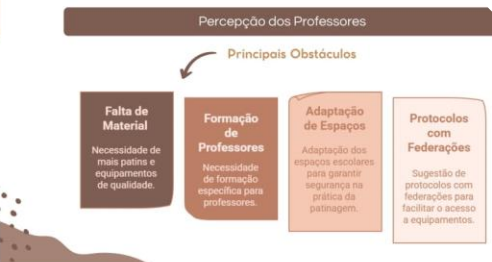 Percepção dos Professores
Principais Obstáculos
Falta de
Material
Necessidade de
mais patins e
equipamentos
de qualidade.
Formação
de
Professores
Necessidade
de formação
específica para
professores.
Adaptação
de Espaços
Adaptação dos
espaços escolares
para garantir
segurança na
prática da
patinagem.
Protocolos
com
Federações
Sugestão de
protocolos com
federações para
facilitar o acesso
a equipamentos.